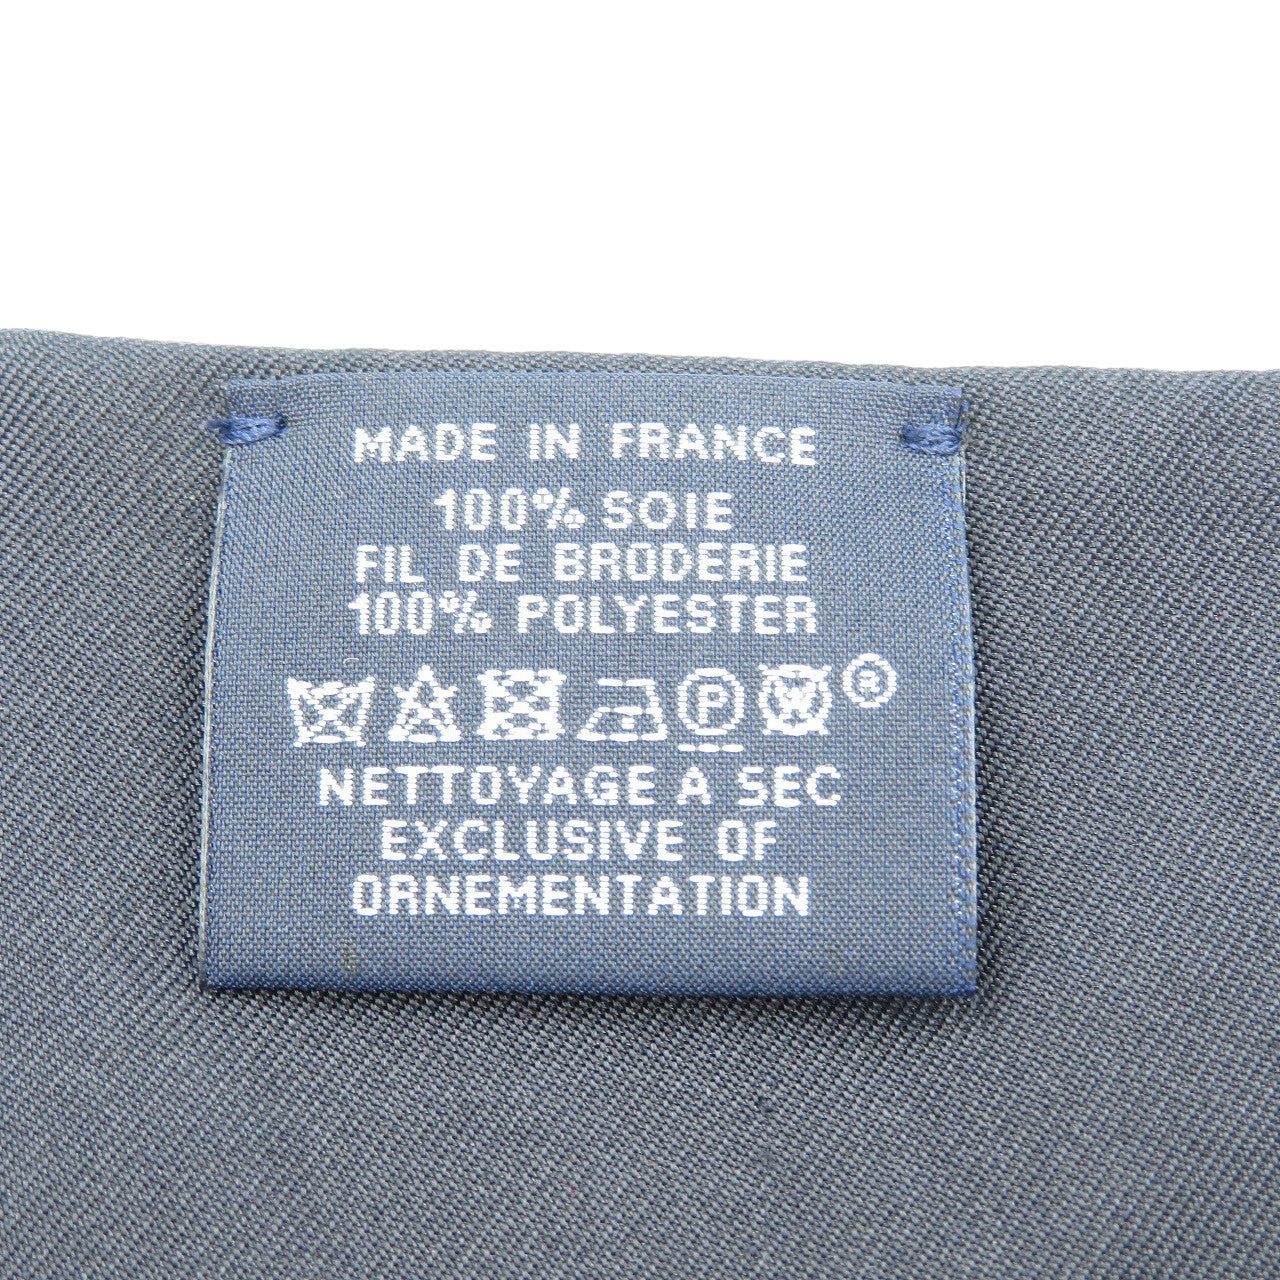 MADE IN FRANCE
100% SOIE
FIL DE BRODERIE
100% POLYESTER
P ®
NETTOYAGE A SEC
EXCLUSIVE OF
ORNEMENTATION